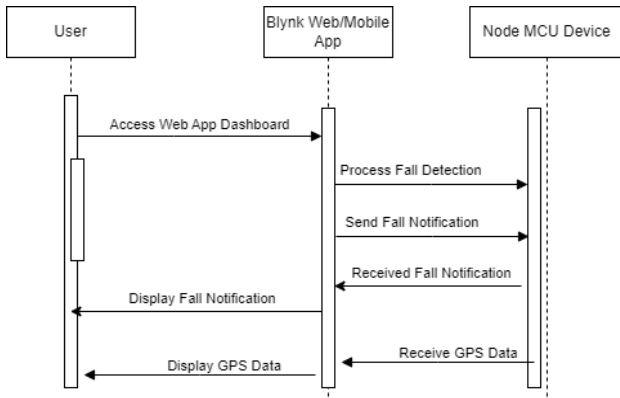 User
Blynk Web/Mobile
App
Node MCU Device
Access Web App Dashboard
Process Fall Detection
Send Fall Notification
Received Fall Notification
Display Fall Notification
Receive GPS Data
Display GPS Data